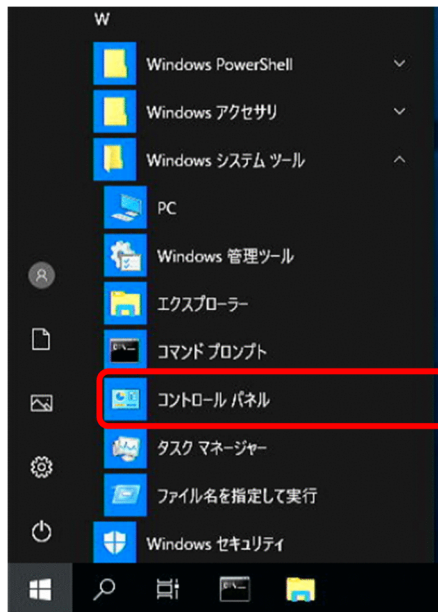 W
Windows PowerShell
Windows アクセサリ
Windows システム ツール
PC
Windows 管理ツール
エクスプローラー
コマンド プロンプト
コントロール パネル
タスク マネージャー
ファイル名を指定して実行
Windows セキュリティ